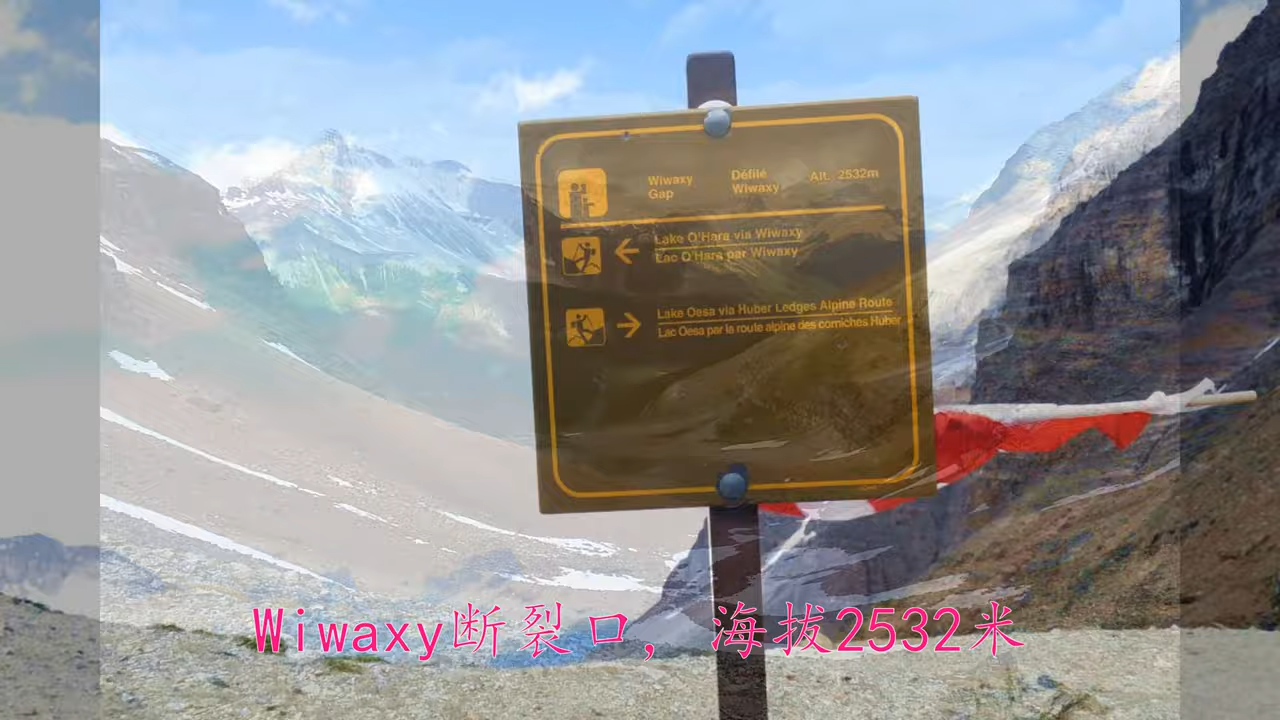 Wiwaxy
Gap
Défilé
Wiwaxy
Alt. 2532m
Lake O'Hara via Wiwaxy
Lac O'Hara par Wiwaxy
Lake Oesa via Huber Ledges Alpine Route
Lac Oesa par la route alpine des corniches Huber
Wiwaxy断裂口，海拔2532米